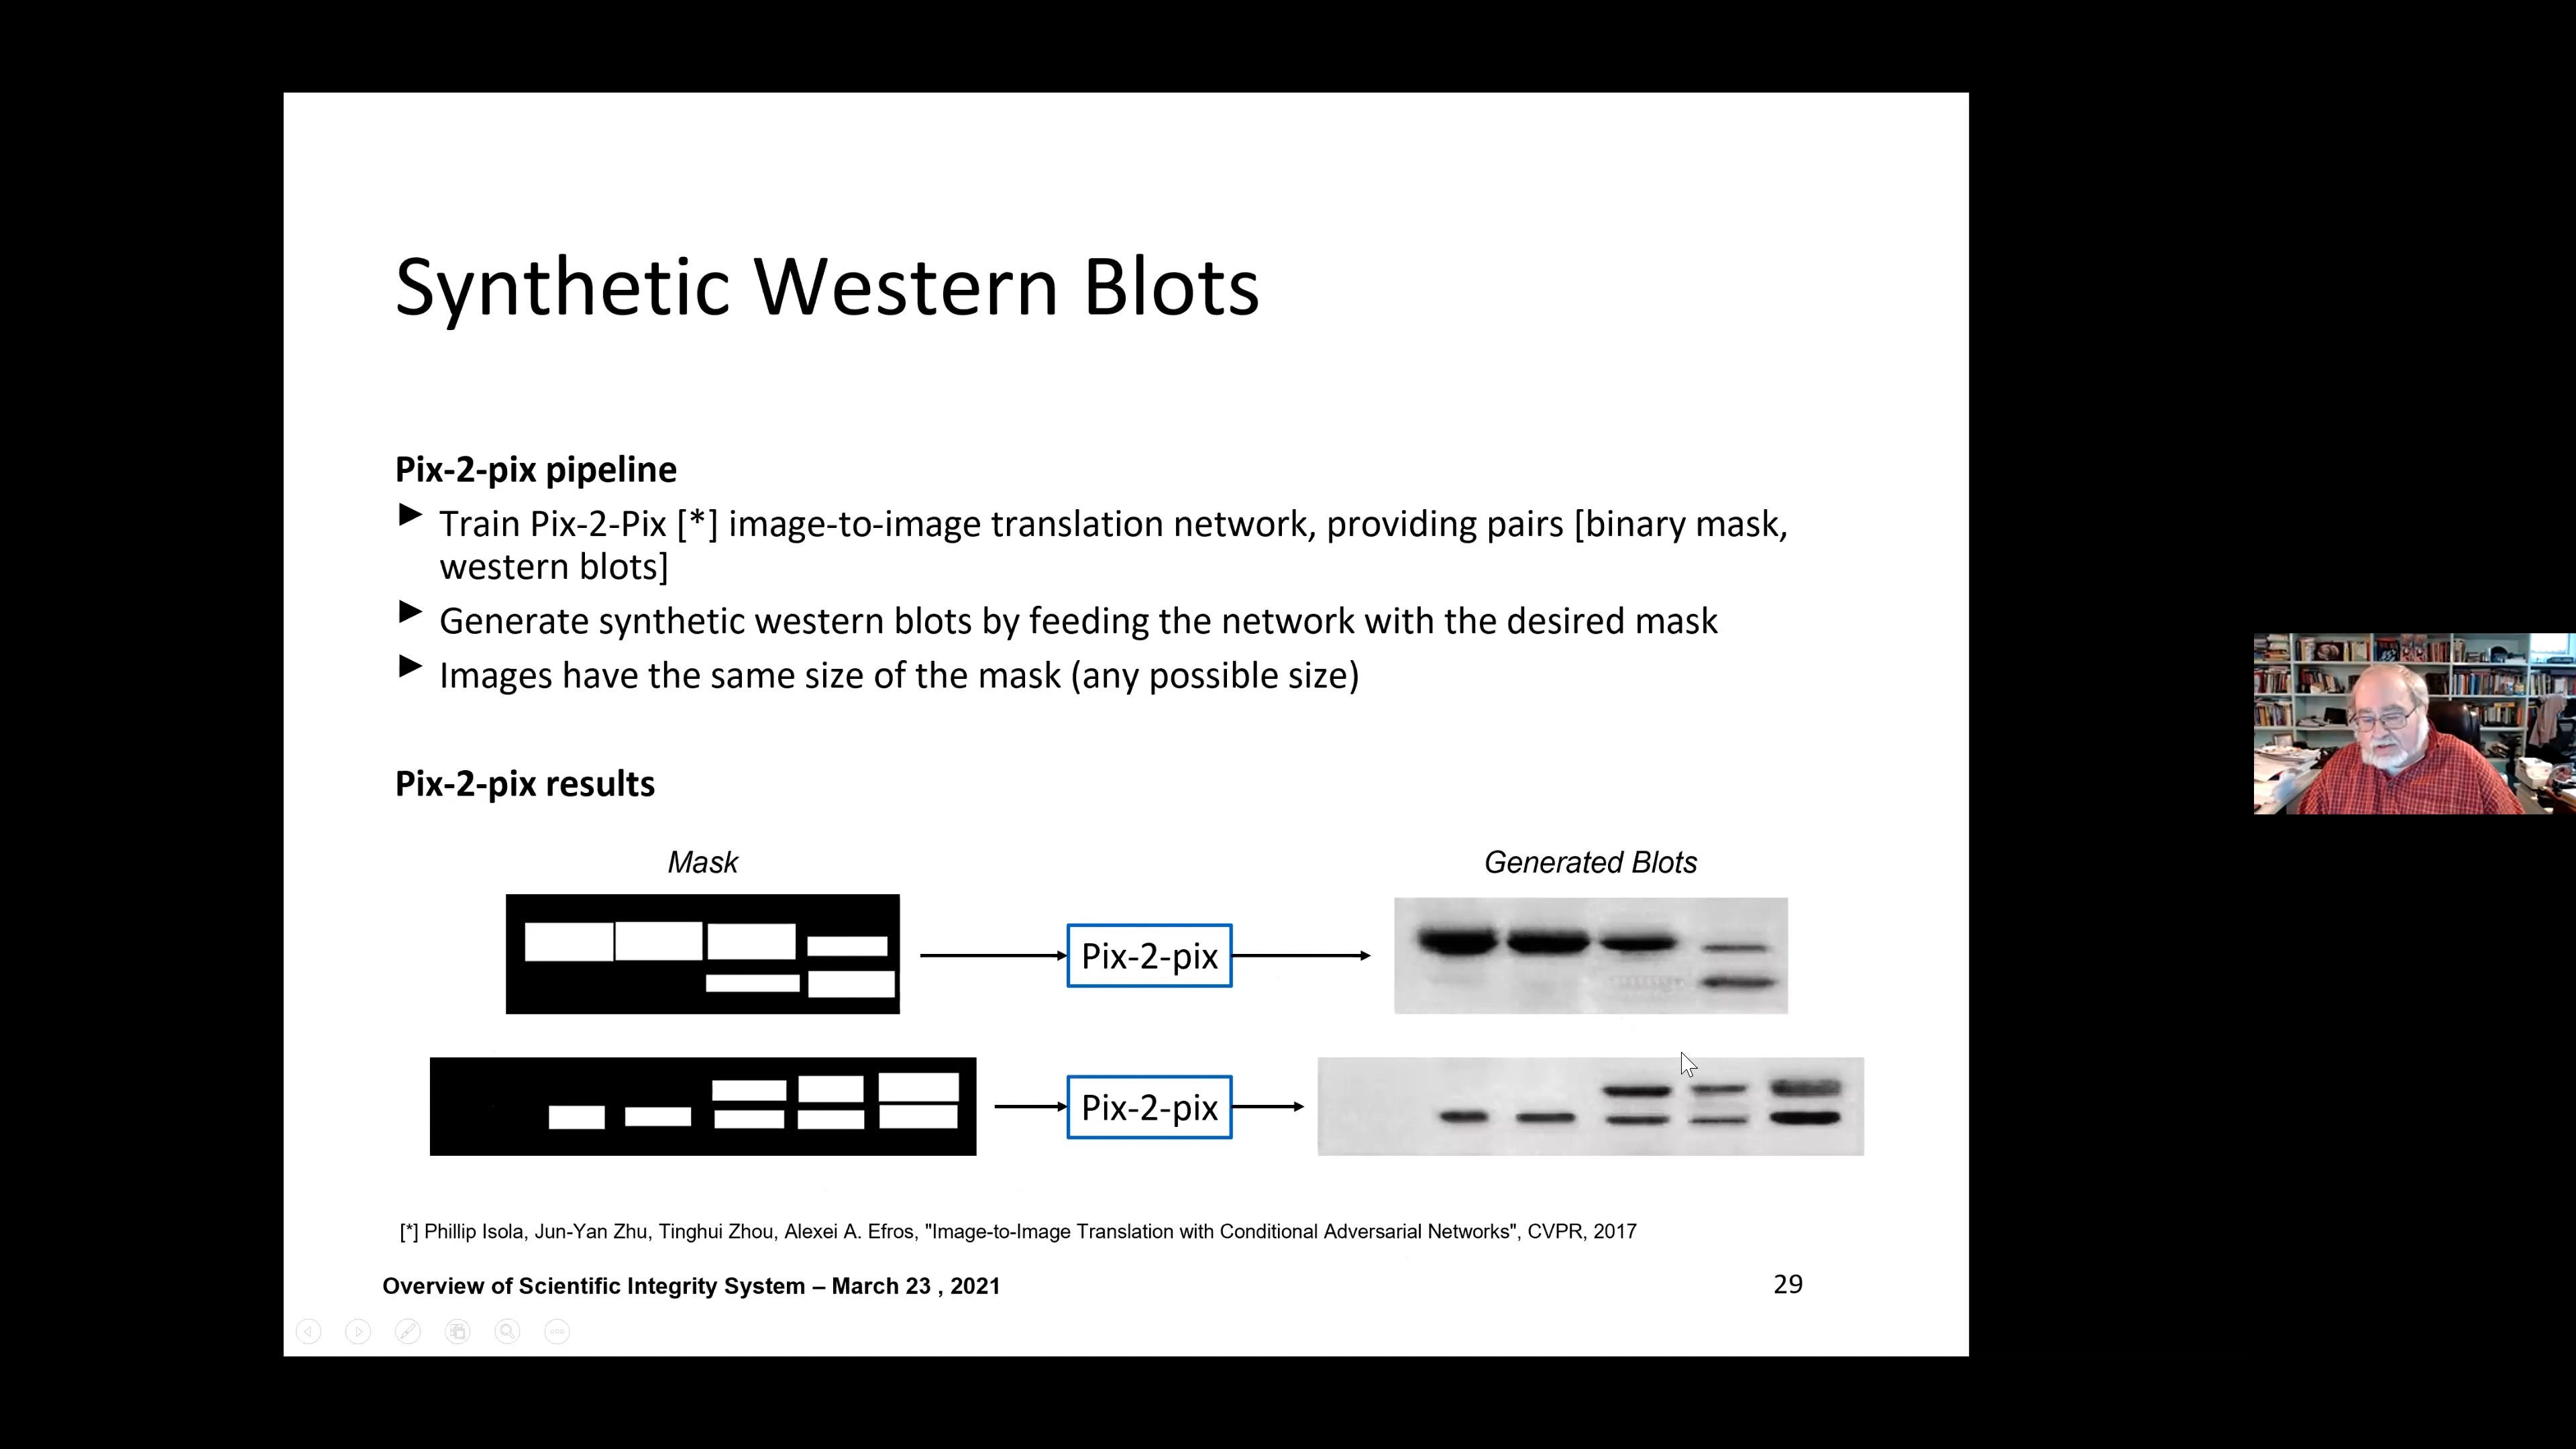 Synthetic Western Blots
Pix-2-pix pipeline
Train Pix-2-Pix [*] image-to-image translation network, providing pairs [binary mask,
western blots]
Generate synthetic western blots by feeding the network with the desired mask
Images have the same size of the mask (any possible size)
Pix-2-pix results
Mask
Generated Blots
Pix-2-pix
Pix-2-pix
[*] Phillip Isola, Jun-Yan Zhu, Tinghui Zhou, Alexei A. Efros, "Image-to-Image Translation with Conditional Adversarial Networks", CVPR, 2017
Overview of Scientific Integrity System – March 23 , 2021
29